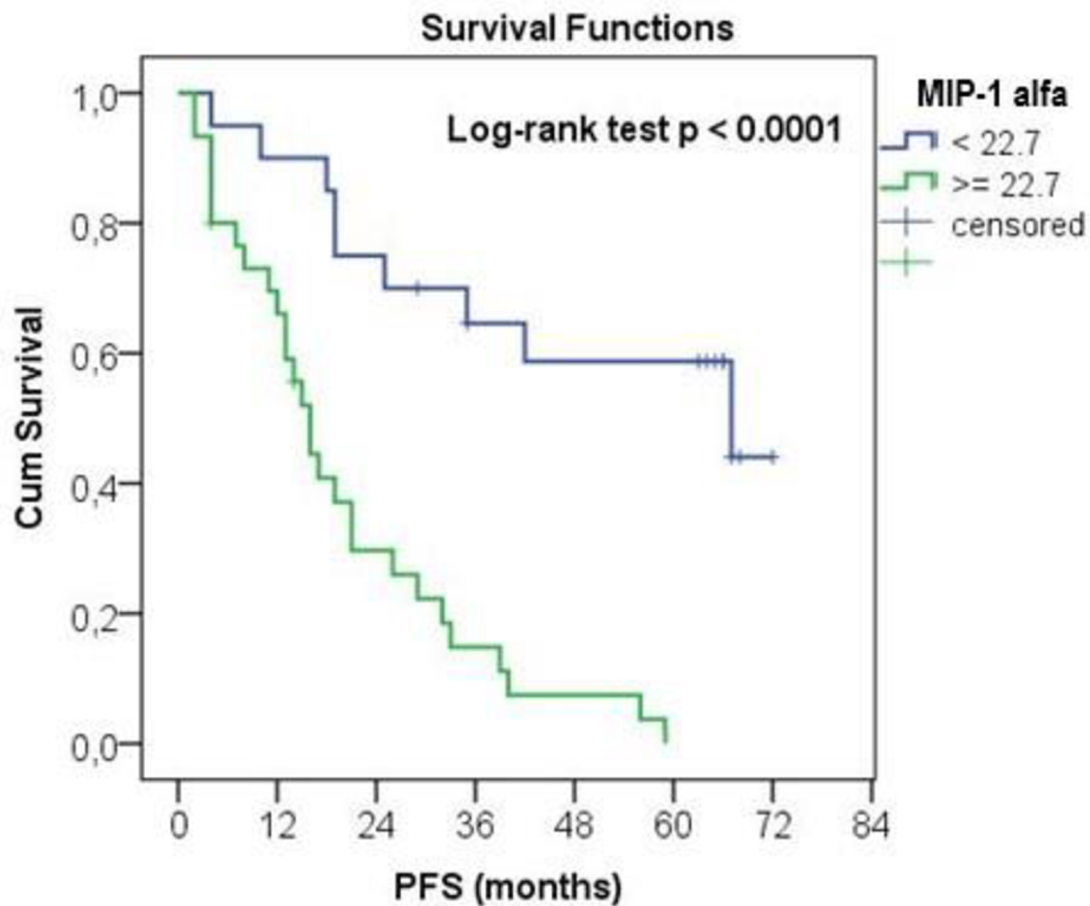 Survival Functions
Log-rank test p < 0.0001
MIP-1 alfa
< 22.7
>= 22.7
censored
Cum Survival
1,0
0,8
0,6
0,4
0,2
0,0
0 12 24 36 48 60 72 84
PFS (months)